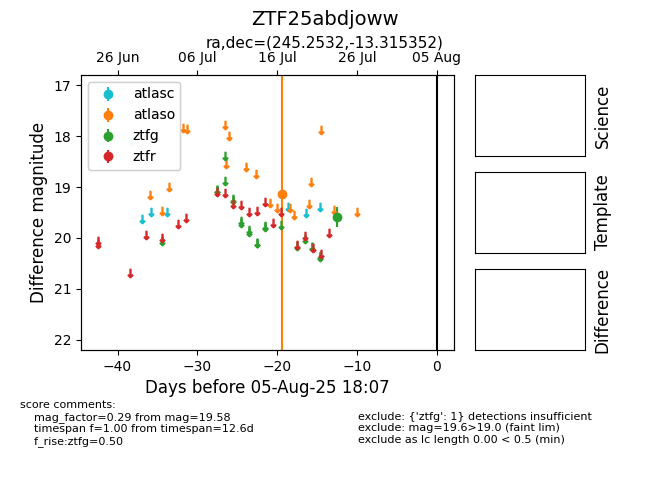 ZTF25abdjoww
ra,dec=(245.2532,-13.315352)
26 Jun 06 Jul 16 Jul 26 Jul 05 Aug
atlasc
atlaso
ztfg
ztfr
17
18
19
20
21
22
Difference magnitude
−40 −30 −20 −10 0
Days before 05-Aug-25 18:07
Science
Template
Difference
score comments:
mag_factor=0.29 from mag=19.58
timespan f=1.00 from timespan=12.6d
f_rise:ztfg=0.50
exclude: {'ztfg': 1} detections insufficient
exclude: mag=19.6>19.0 (faint lim)
exclude as lc length 0.00 < 0.5 (min)